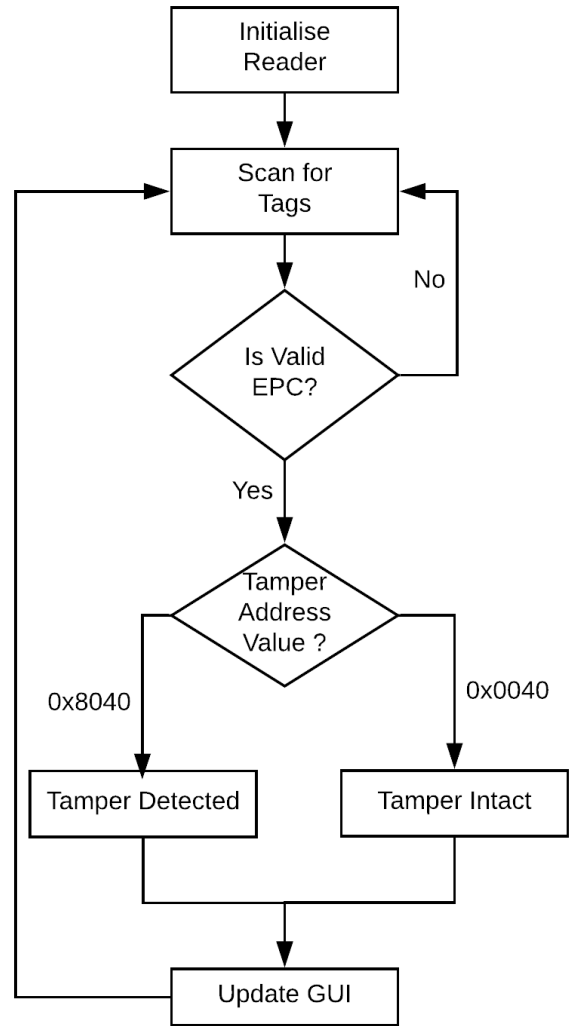 Initialise
Reader
Scan for
Tags
No
Is Valid
EPC?
Yes
Tamper
Address
Value ?
0x8040
0x0040
Tamper Detected
Tamper Intact
Update GUI